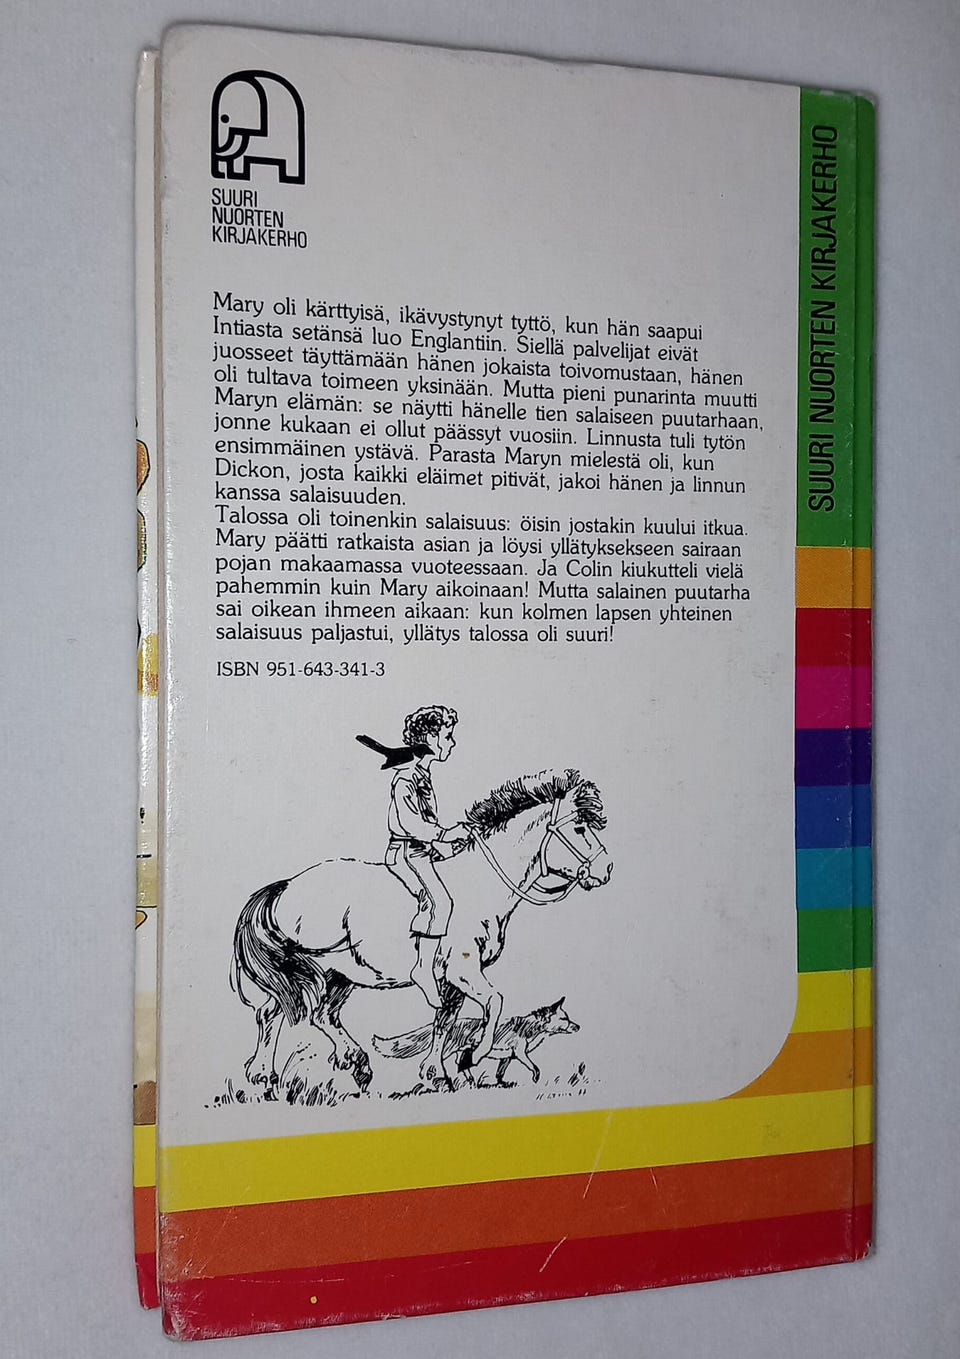 SUURI
NUORTEN
KIRJAKERHO
Mary oli kärttyisä, ikävystynyt tyttö, kun hän saapui
Intiasta setänsä luo Englantiin. Siellä palvelijat eivät
juosseet täyttämään hänen jokaista toivomustaan, hänen
oli tultava toimeen yksinään. Mutta pieni punarinta muutti
Maryn elämän: se näytti hänelle tien salaiseen puutarhaan,
jonne kukaan ei ollut päässyt vuosiin. Linnusta tuli tytön
ensimmäinen ystävä. Parasta Maryn mielestä oli, kun
Dickon, josta kaikki eläimet pitivät, jakoi hänen ja linnun
kanssa salaisuuden.
Talossa oli toinenkin salaisuus: öisin jostakin kuului itkua.
Mary päätti ratkaista asian ja löysi yllätyksekseen sairaan
pojan makaamassa vuoteessaan. Ja Colin kiukutteli vielä
pahemmin kuin Mary aikoinaan! Mutta salainen puutarha
sai oikean ihmeen aikaan: kun kolmen lapsen yhteinen
salaisuus paljastui, yllätys talossa oli suuri!
ISBN 951-643-341-3
SUURI NUORTEN KIRJAKERHO